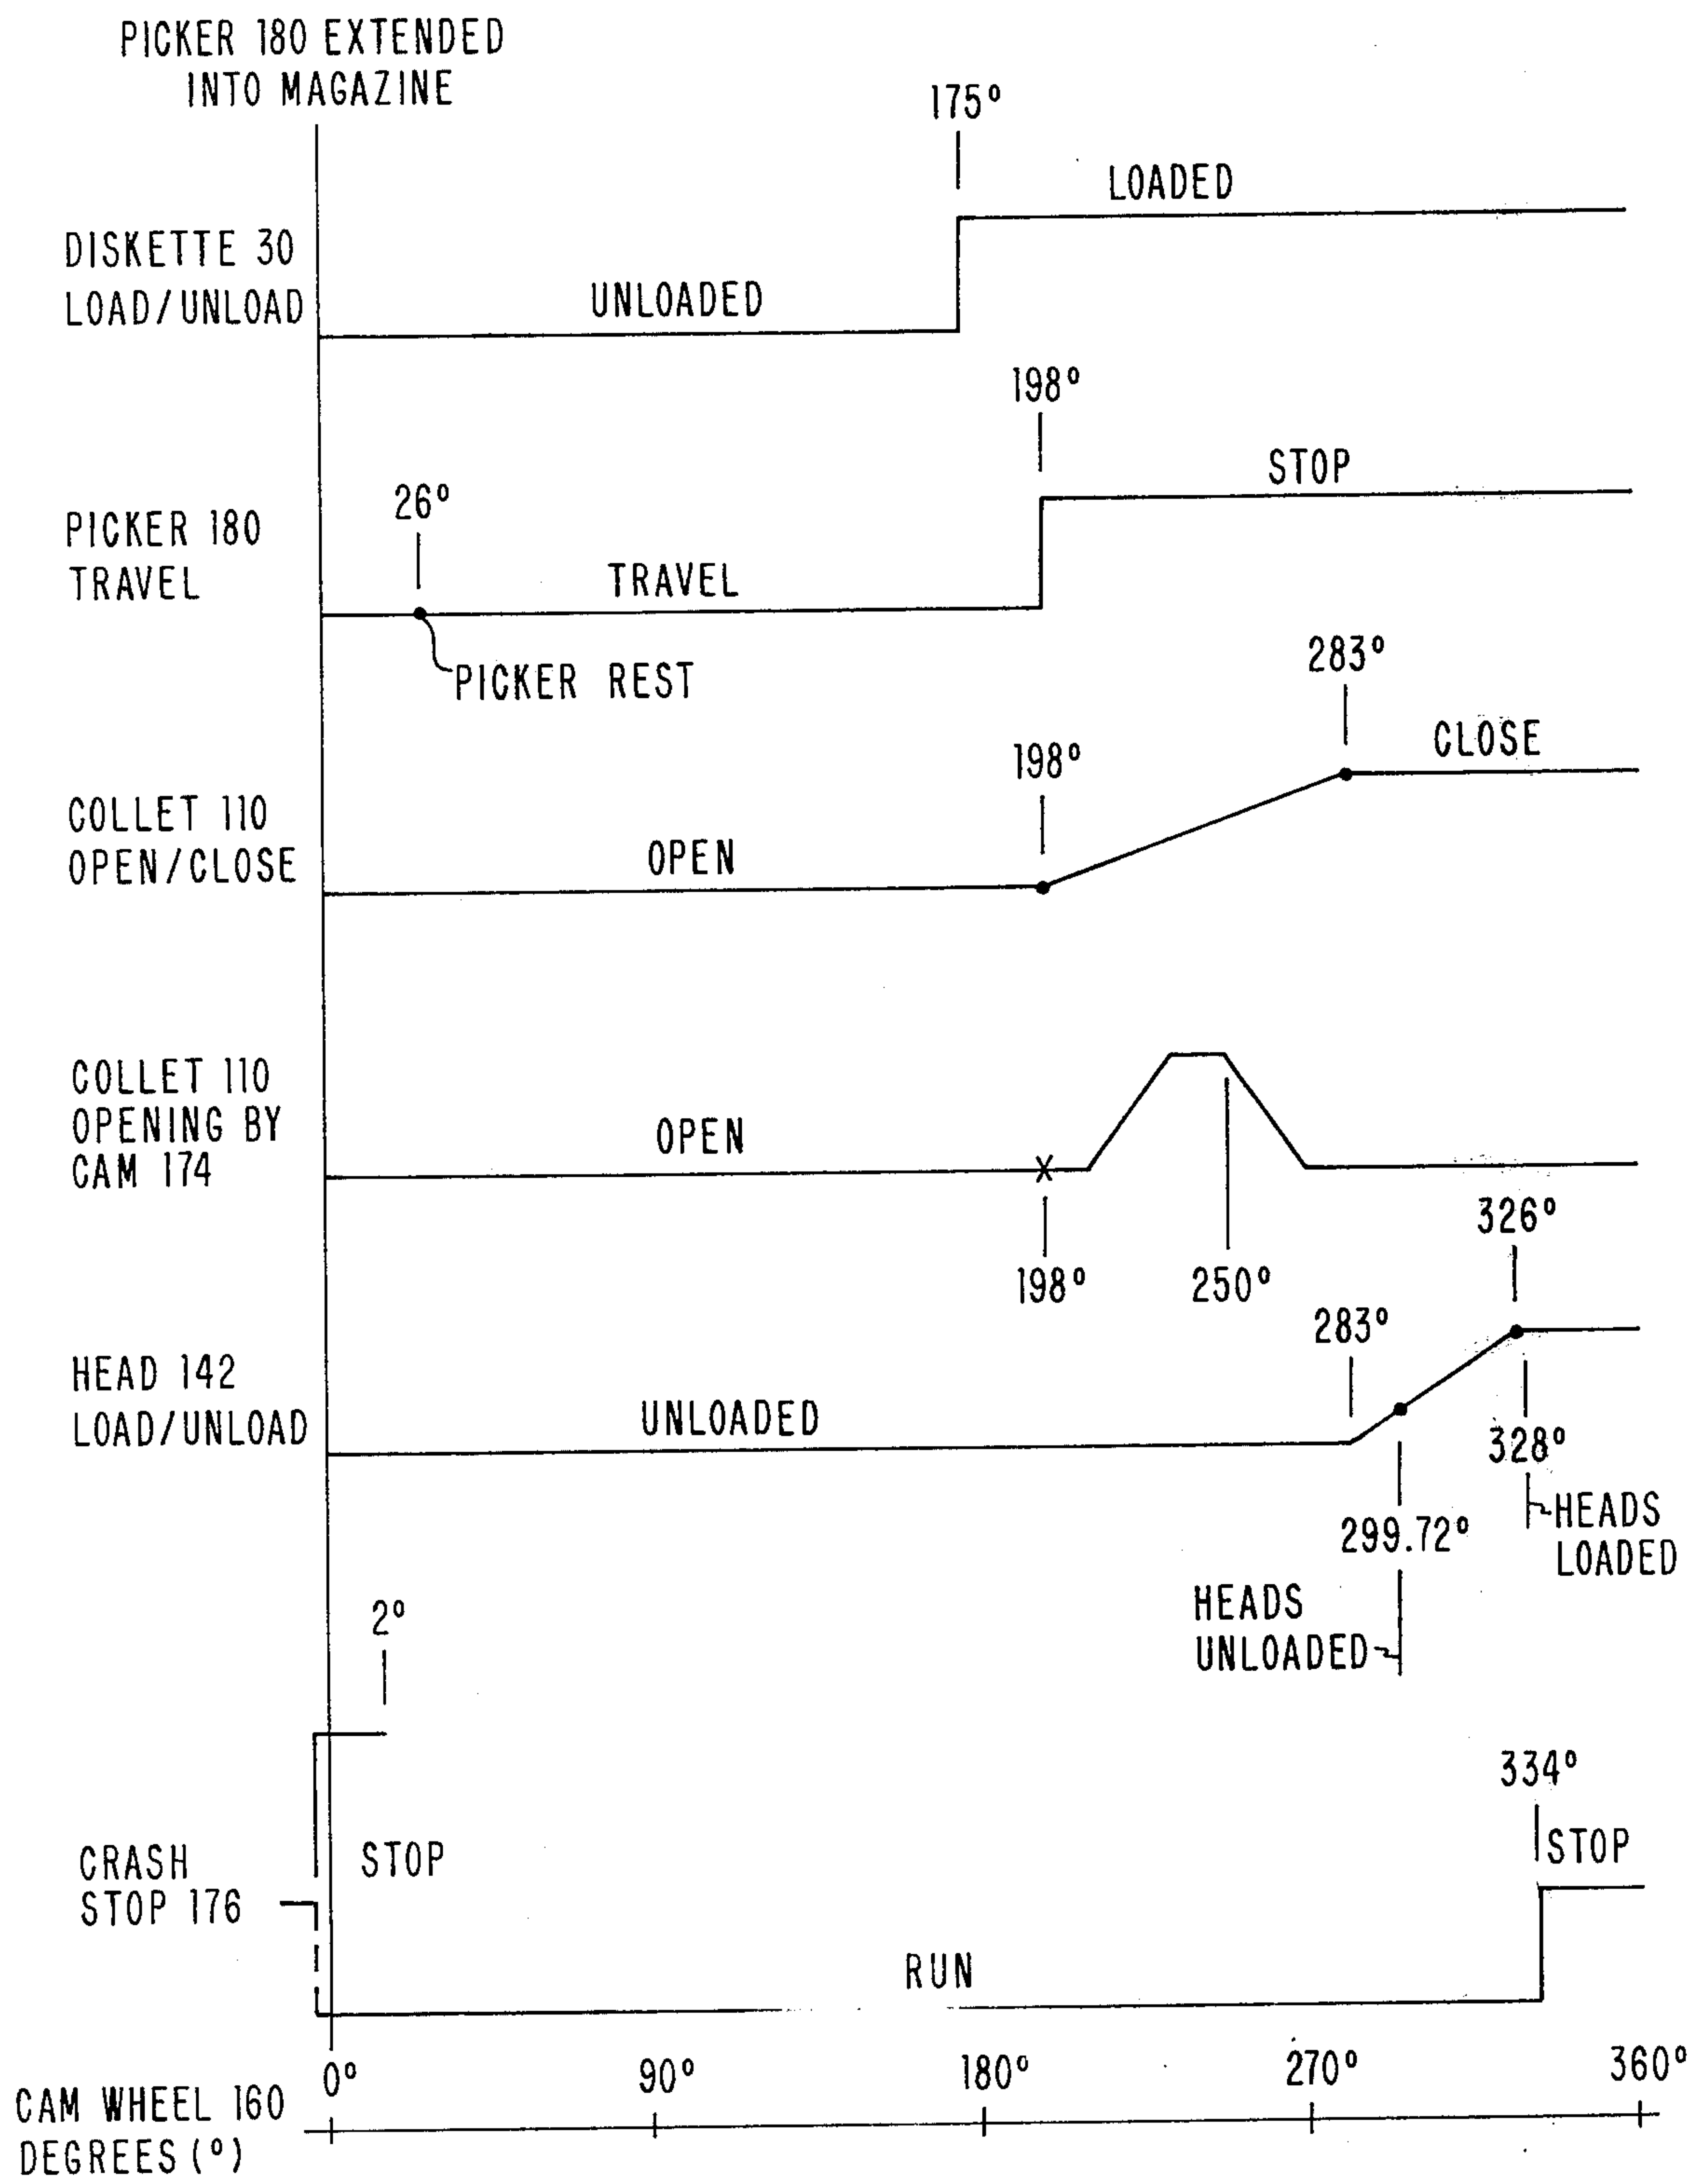 PICKER 180 EXTENDED
INTO MAGAZINE
175°
LOADED
DISKETTE 30
LOAD/UNLOAD
UNLOADED
198°
STOP
26°
PICKER 180
TRAVEL
TRAVEL
PICKER REST
283°
CLOSE
198°
COLLET 110
OPEN/CLOSE
OPEN
COLLET 110
OPENING BY
CAM 174
OPEN
X
198°
250°
326°
283°
HEAD 142
LOAD/UNLOAD
UNLOADED
328°
HEADS
LOADED
299.72°
HEADS
UNLOADED
2°
334°
STOP
STOP
CRASH
STOP 176
RUN
0°
90°
180°
270°
360°
CAM WHEEL 160
DEGREES (°)